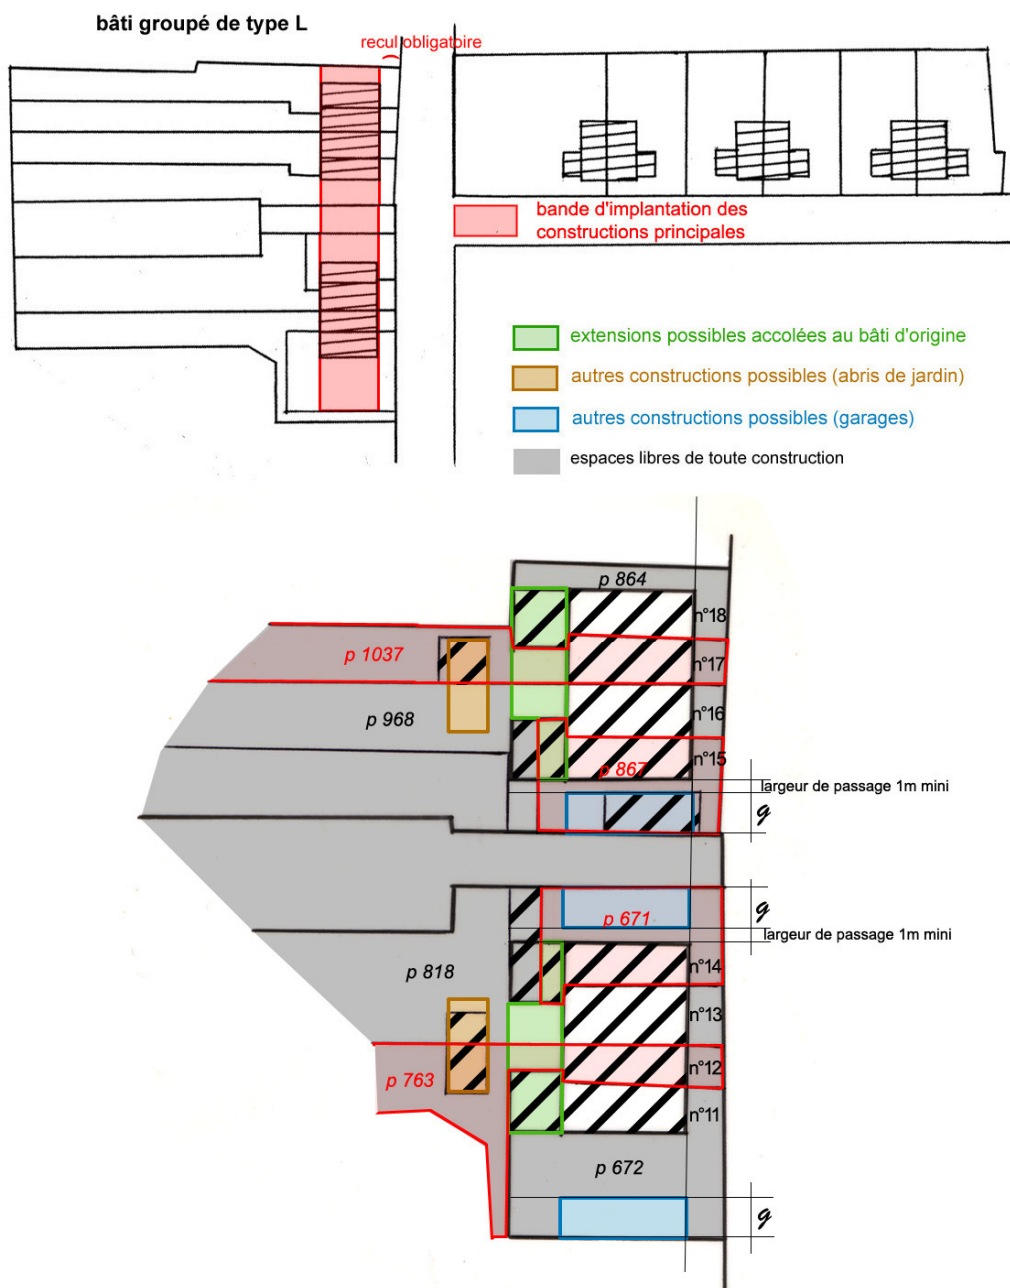 bâti groupé de type L
recul obligatoire
bande d'implantation des
constructions principales
extensions possibles accolées au bâti d'origine
autres constructions possibles (abris de jardin)
autres constructions possibles (garages)
espaces libres de toute construction
p 864
n°18
p 1037
n°17
p 968
n°16
n°15
p 867
largeur de passage 1m mini
g
g
p 671
largeur de passage 1m mini
n°14
p 818
n°13
n°12
p 763
n°11
p 672
g